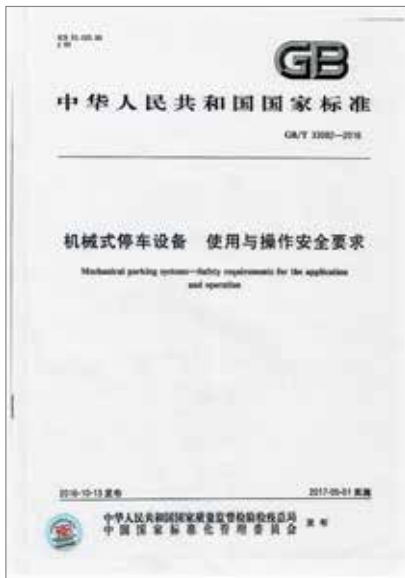 GB
中华人民共和国国家标准
GB/T 33082—2016
机械式停车设备 使用与操作安全要求
Mechanical parking systems—Safety requirements for the application
and operation
2016-10-13 发布
2017-05-01 实施
中华人民共和国国家质量监督检验检疫总局
中国国家标准化管理委员会
发布